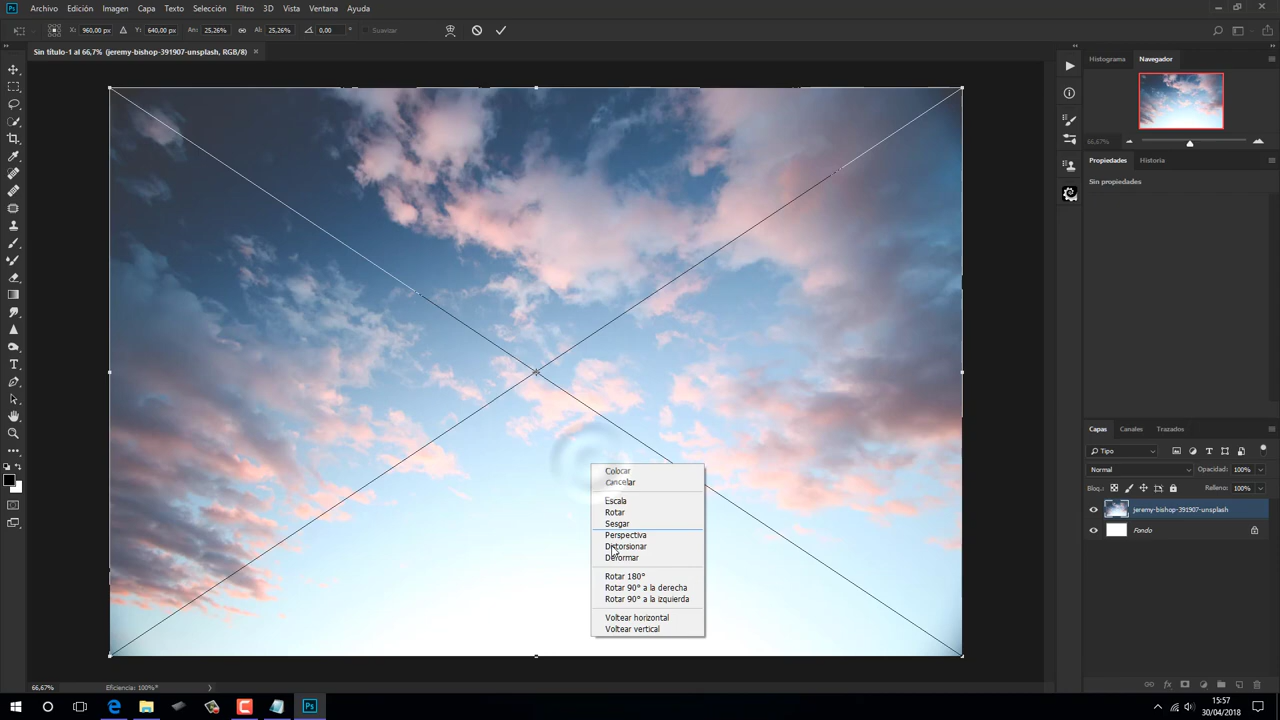 Ps Archivo Edición Imagen Capa Texto Selección Filtro 3D Vista Ventana Ayuda
X: 960,00 px Y: 640,00 px An: 25,26% Al: 25,26% 0,00 Suavizar
Sin título-1 al 66,7% (jeremy-bishop-391907-unsplash, RGB/8) ×
Histograma Navegador
66,67%
Propiedades Historia
Sin propiedades
Colocar
Cancelar
Escala
Rotar
Sesgar
Perspectiva
Distorsionar
Deformar
Rotar 180°
Rotar 90° a la derecha
Rotar 90° a la izquierda
Voltear horizontal
Voltear vertical
Capas Canales Trazados
Tipo
Normal Opacidad: 100%
Bloq.: Relleno: 100%
jeremy-bishop-391907-unsplash
Fondo
66,67% Eficiencia: 100%*
Ps
15:57
30/04/2018